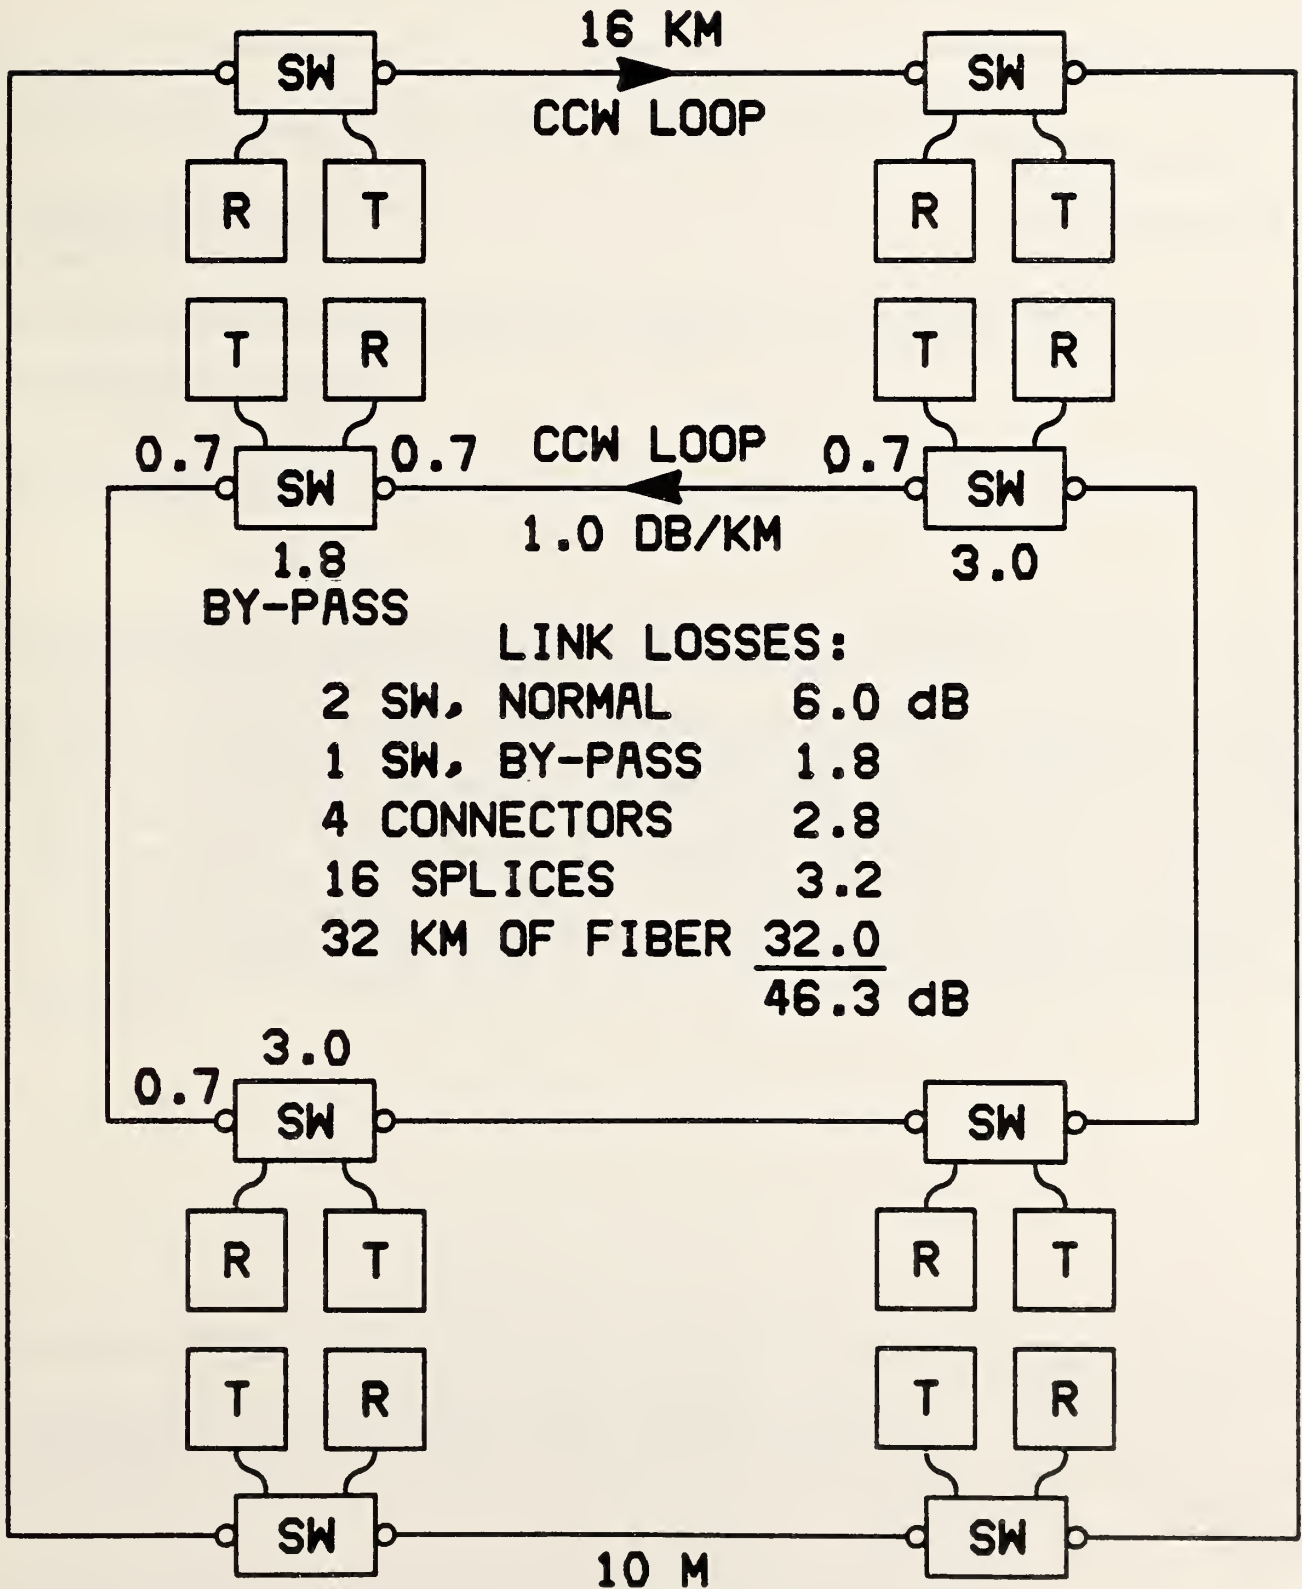 16 KM
SW
SW
CCW LOOP
R
T
R
T
T
R
T
R
0.7
0.7
CCW LOOP
0.7
SW
SW
1.0 DB/KM
1.8
3.0
BY-PASS
LINK LOSSES:
2 SW, NORMAL 6.0 dB
1 SW, BY-PASS 1.8
4 CONNECTORS 2.8
16 SPLICES 3.2
32 KM OF FIBER 32.0
46.3 dB
3.0
0.7
SW
SW
R
T
R
T
T
R
T
R
SW
SW
10 M